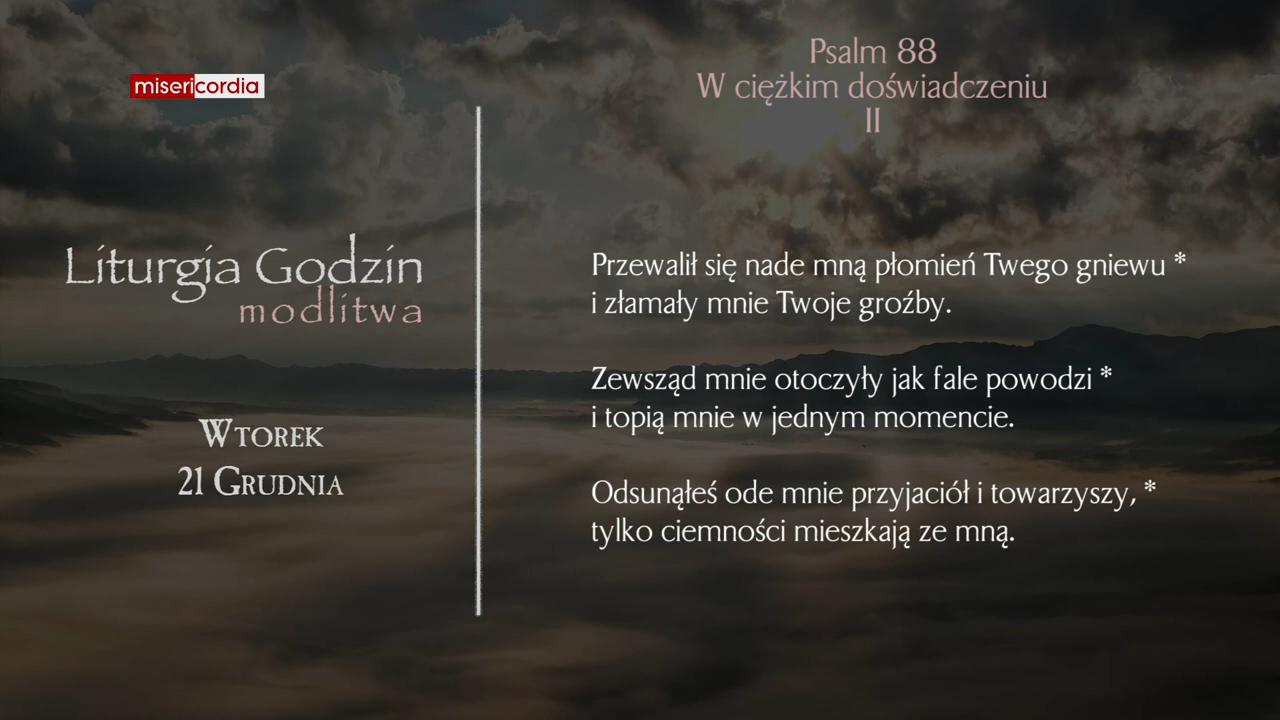 misericordia
Liturgia Godzin
modlitwa
Wtorek
21 Grudnia
Psalm 88
W ciężkim doświadczeniu
II
Przewalił się nade mną płomień Twego gniewu *
i złamały mnie Twoje groźby.
Zewsząd mnie otoczyły jak fale powodzi *
i topią mnie w jednym momencie.
Odsunąłeś ode mnie przyjaciół i towarzyszy, *
tylko ciemności mieszkają ze mną.